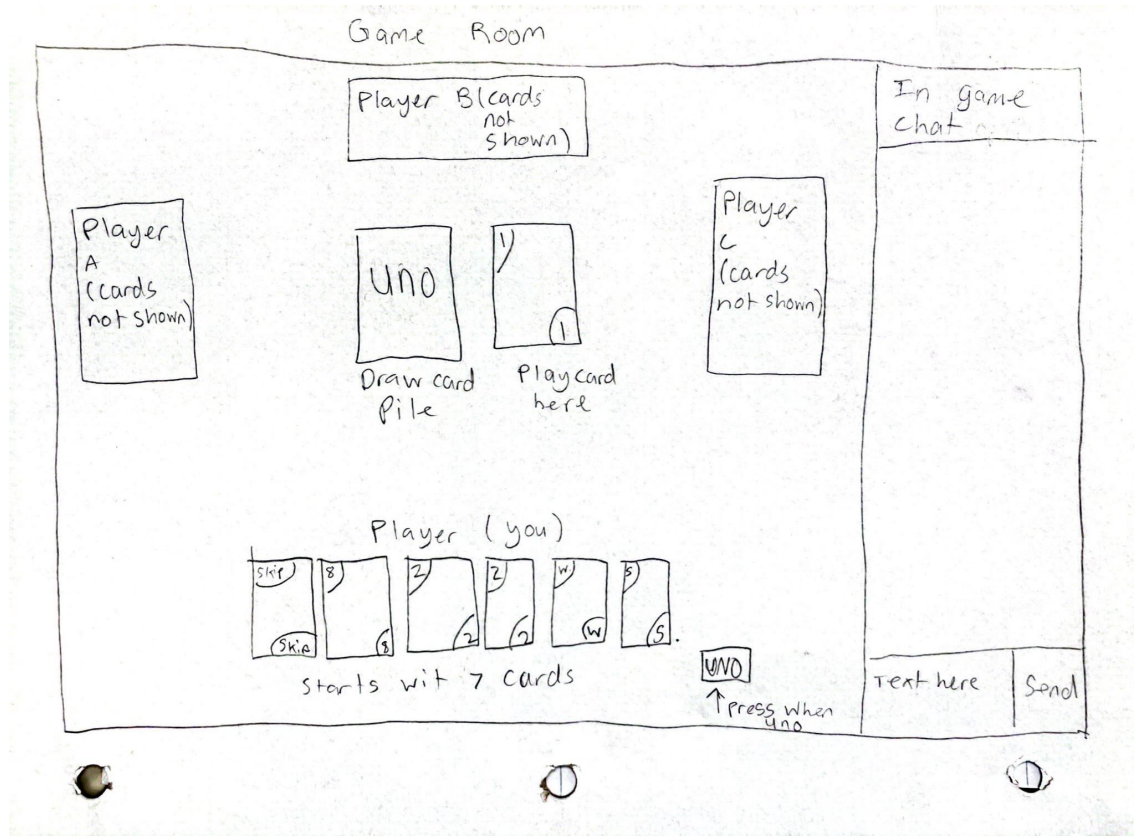 Game Room
Player B (cards
not
shown)
In game
chat
Player
A
(cards
not shown)
uno
1
1
Player
C
(cards
not shown)
Draw card
Pile
Play card
here
Player (you)
Skip
8
2
2
W
S
Skip
8
2
2
W
S
Starts wit 7 cards
UNO
Press when
uno
Text here
Send